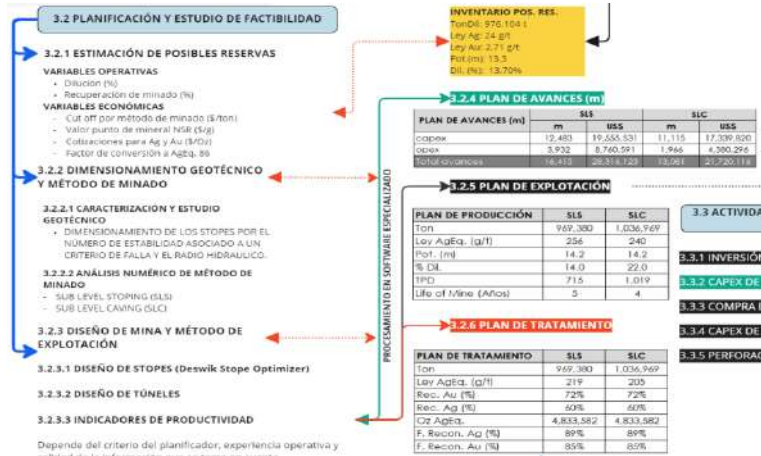 3.2 PLANIFICACIÓN Y ESTUDIO DE FACTIBILIDAD
3.2.1 ESTIMACIÓN DE POSIBLES RESERVAS
VARIABLES OPERATIVAS
• Dilución (%)
• Recuperación de minado (%)
VARIABLES ECONÓMICAS
- Cut off por método de minado ($/ton)
- Valor punto de mineral NSR ($/g)
- Cotizaciones para Ag y Au ($/Oz)
- Factor de conversión a AgEq. 86
3.2.2 DIMENSIONAMIENTO GEOTÉCNICO
Y MÉTODO DE MINADO
3.2.2.1 CARACTERIZACIÓN Y ESTUDIO
GEOTÉCNICO
• DIMENSIONAMIENTO DE LOS STOPES POR EL
NÚMERO DE ESTABILIDAD ASOCIADO A UN
CRITERIO DE FALLA Y EL RADIO HIDRAULICO.
3.2.2.2 ANÁLISIS NUMÉRICO DE MÉTODO DE
MINADO
- SUB LEVEL STOPING (SLS)
- SUB LEVEL CAVING (SLC)
3.2.3 DISEÑO DE MINA Y MÉTODO DE
EXPLOTACIÓN
3.2.3.1 DISEÑO DE STOPES (Deswik Stope Optimizer)
3.2.3.2 DISEÑO DE TÚNELES
3.2.3.3 INDICADORES DE PRODUCTIVIDAD
Depende del criterio del planificador, experiencia operativa y
PROCESAMIENTO EN SOFTWARE ESPECIALIZADO
INVENTARIO POS. RES.
TonDil: 976.104 t
Ley Ag: 24 g/t
Ley Au: 2.71 g/t
Pot.(m): 15.5
Dil. (%): 13.70%
3.2.4 PLAN DE AVANCES (m)
PLAN DE AVANCES (m) SLS SLC
m US$ m US$
capex 12,483 19,555,531 11,115 17,339,820
opex 3,932 8,760,591 1,966 4,380,296
Total avances 16,415 28,316,123 13,081 21,720,116
3.2.5 PLAN DE EXPLOTACIÓN
PLAN DE PRODUCCIÓN SLS SLC
Ton 969,380 1,036,969
Ley AgEq. (g/t) 256 240
Pot. (m) 14.2 14.2
% Dil. 14.0 22.0
TPD 715 1,019
Life of Mine (Años) 5 4
3.2.6 PLAN DE TRATAMIENTO
PLAN DE TRATAMIENTO SLS SLC
Ton 969,380 1,036,969
Ley AgEq. (g/t) 219 205
Rec. Au (%) 72% 72%
Rec. Ag (%) 60% 60%
Oz AgEq. 4,833,582 4,833,582
F. Recon. Ag (%) 89% 89%
F. Recon. Au (%) 85% 85%
3.3 ACTIVIDA
3.3.1 INVERSIÓN
3.3.2 CAPEX DE
3.3.3 COMPRA
3.3.4 CAPEX DE
3.3.5 PERFORAC